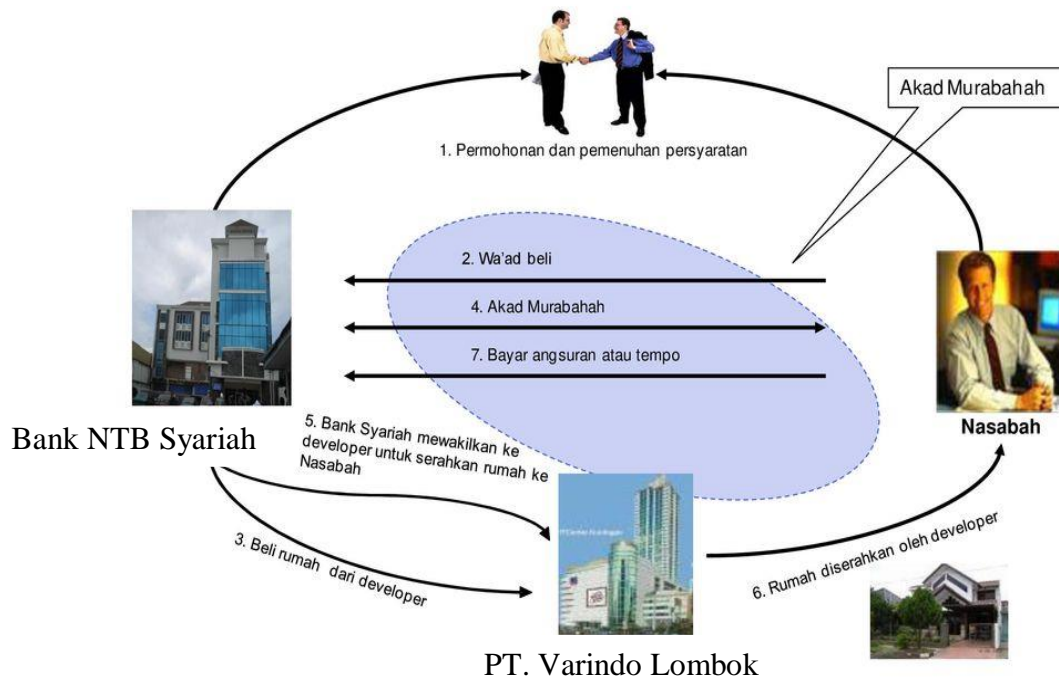 Akad Murabahah
1. Permohonan dan pemenuhan persyaratan
2. Wa'ad beli
4. Akad Murabahah
7. Bayar angsuran atau tempo
Nasabah
Bank NTB Syariah
5. Bank Syariah mewakilkan ke
developer untuk serahkan rumah ke
Nasabah
3. Beli rumah dari developer
6. Rumah diserahkan oleh developer
PT. Varindo Lombok